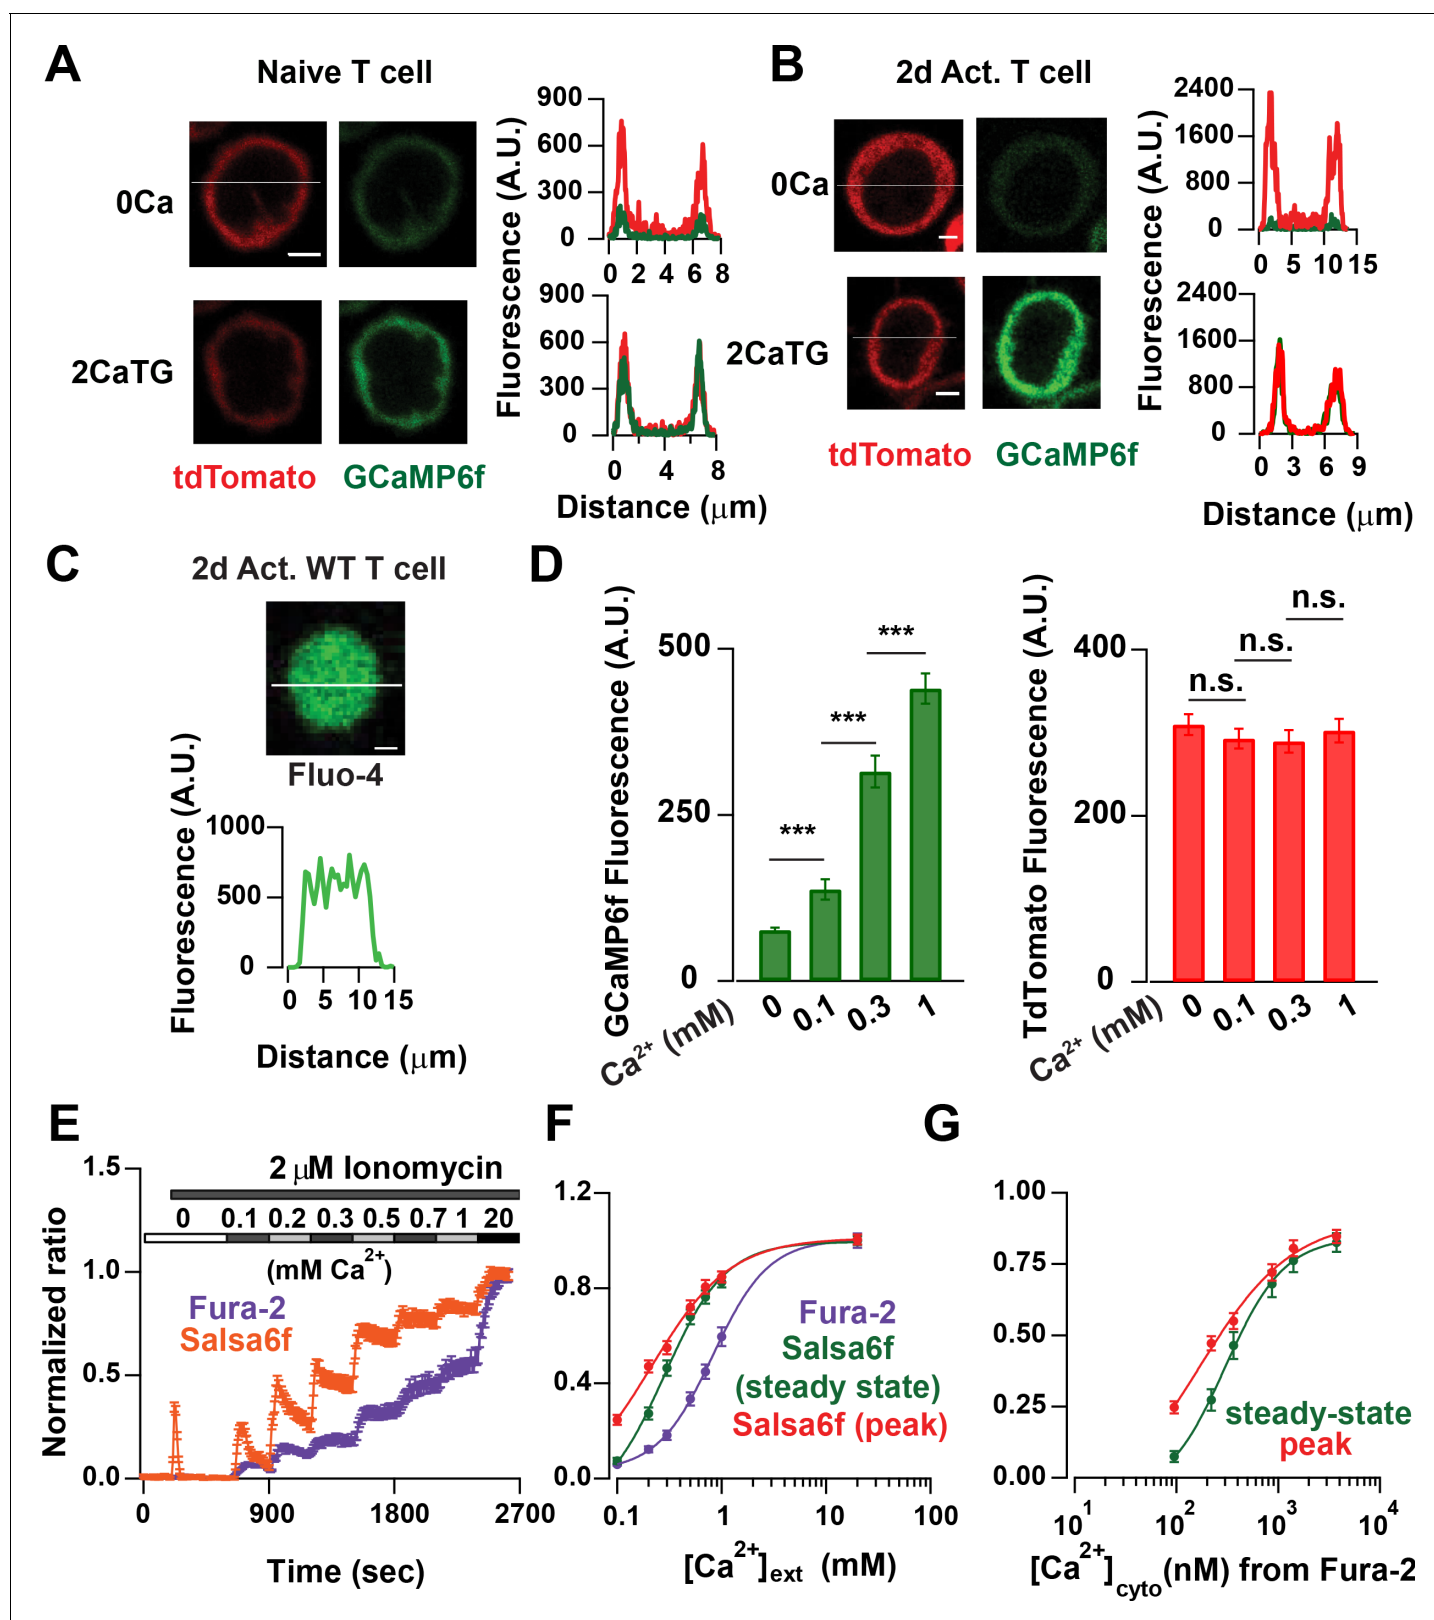 A
Naive T cell
0Ca
2CaTG
tdTomato
GCaMP6f
Fluorescence (A.U.)
900
600
300
0
0 2 4 6 8
900
600
300
0
0 4 8
Distance (μm)
B
2d Act. T cell
0Ca
2CaTG
tdTomato
GCaMP6f
Fluorescence (A.U.)
2400
1600
800
0
0 5 10 15
2400
1600
800
0
0 3 6 9
Distance (μm)
C
2d Act. WT T cell
Fluo-4
Fluorescence (A.U.)
1000
500
0
0 5 10 15
Distance (μm)
D
GCaMP6f Fluorescence (A.U.)
500
250
0
***
***
***
Ca2+ (mM) 0 0.1 0.3 1
TdTomato Fluorescence (A.U.)
400
200
0
n.s.
n.s.
n.s.
Ca2+ (mM) 0 0.1 0.3 1
E
Normalized ratio
1.5
1.0
0.5
0.0
2 μM Ionomycin
0 0.1 0.2 0.3 0.5 0.7 1 20
(mM Ca2+)
Fura-2
Salsa6f
0 900 1800 2700
Time (sec)
F
1.2
0.8
0.4
0.0
Fura-2
Salsa6f
(steady state)
Salsa6f (peak)
0.1 1 10 100
[Ca2+]ext (mM)
G
1.00
0.75
0.50
0.25
0.00
steady-state
peak
10^1 10^2 10^3 10^4
[Ca2+]cyto(nM) from Fura-2